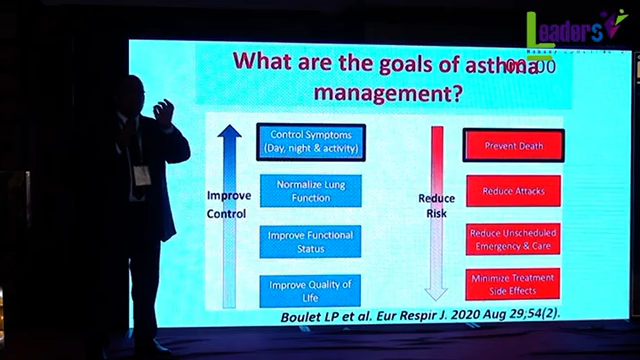 Leaders
What are the goals of asthma
00:00
management?
Control Symptoms
(Day, night & activity)
Normalize Lung
Function
Improve Functional
Status
Improve Quality of
Life
Improve
Control
Reduce
Risk
Prevent Death
Reduce Attacks
Reduce Unscheduled
Emergency & Care
Minimize Treatment
Side Effects
Boulet LP et al. Eur Respir J. 2020 Aug 29;54(2).